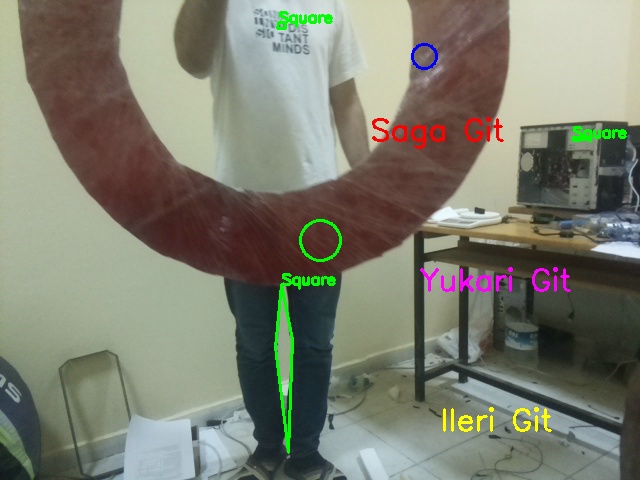 Square
TANT
MINDS
Square
Saga Git
Square
Yukari Git
Ileri Git